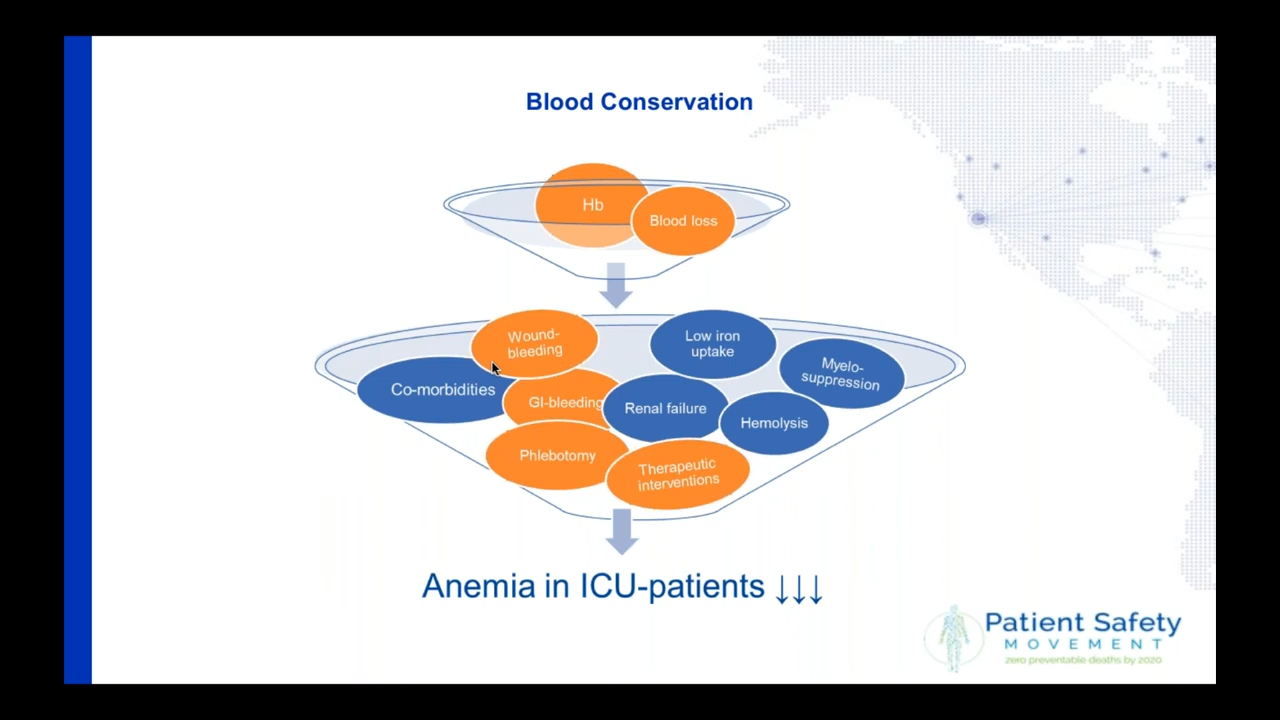 Blood Conservation
Hb
Blood loss
Wound-
bleeding
Low iron
uptake
Myelo-
suppression
Co-morbidities
GI-bleeding
Renal failure
Hemolysis
Phlebotomy
Therapeutic
interventions
Anemia in ICU-patients ↓↓↓
Patient Safety
MOVEMENT
zero preventable deaths by 2020